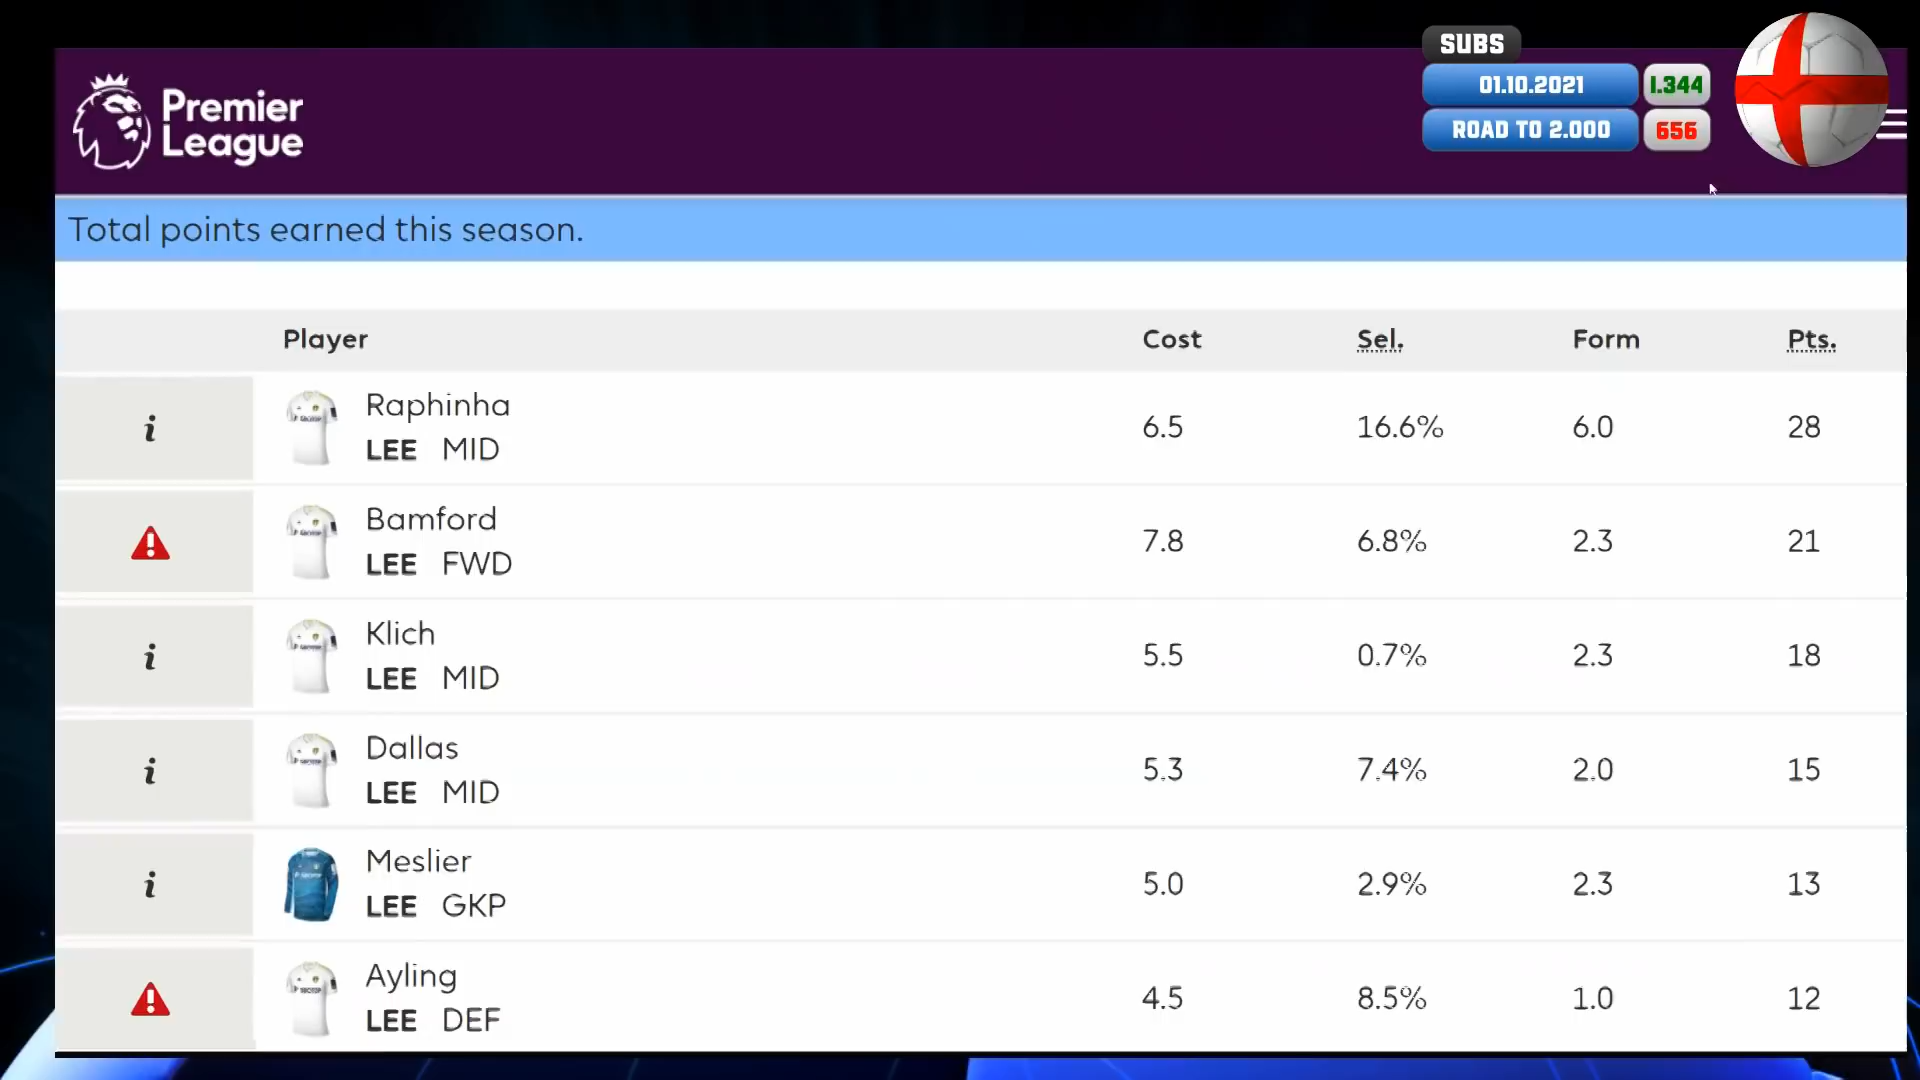 SUBS
01.10.2021 1.344
ROAD TO 2.000 656
Premier
League
Total points earned this season.
Player Cost Sel. Form Pts.
i Raphinha 6.5 16.6% 6.0 28
LEE MID
Bamford 7.8 6.8% 2.3 21
LEE FWD
i Klich 5.5 0.7% 2.3 18
LEE MID
i Dallas 5.3 7.4% 2.0 15
LEE MID
i Meslier 5.0 2.9% 2.3 13
LEE GKP
Ayling 4.5 8.5% 1.0 12
LEE DEF